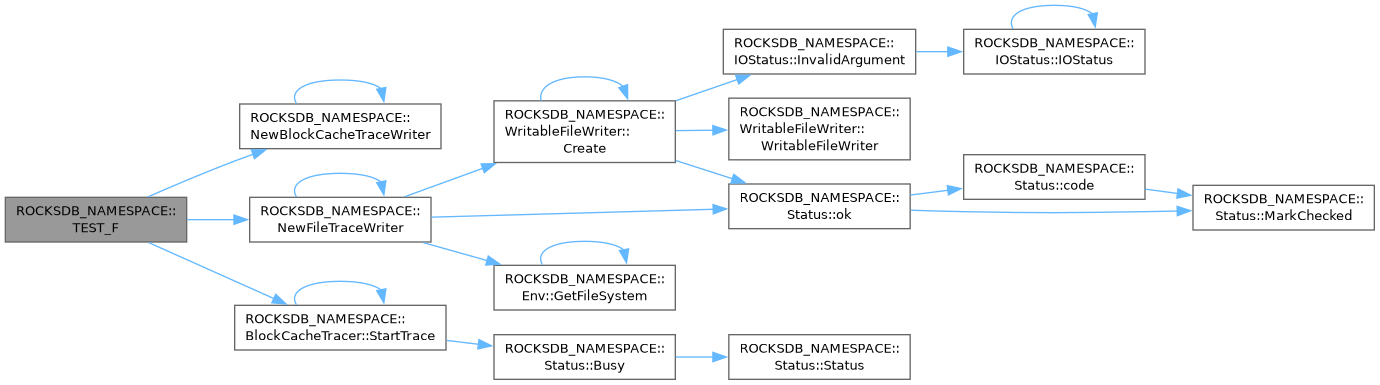 ROCKSDB_NAMESPACE::
TEST_F
ROCKSDB_NAMESPACE::
NewBlockCacheTraceWriter
ROCKSDB_NAMESPACE::
NewFileTraceWriter
ROCKSDB_NAMESPACE::
BlockCacheTracer::StartTrace
ROCKSDB_NAMESPACE::
WritableFileWriter::
Create
ROCKSDB_NAMESPACE::
Env::GetFileSystem
ROCKSDB_NAMESPACE::
Status::Busy
ROCKSDB_NAMESPACE::
IOStatus::InvalidArgument
ROCKSDB_NAMESPACE::
WritableFileWriter::
WritableFileWriter
ROCKSDB_NAMESPACE::
Status::ok
ROCKSDB_NAMESPACE::
Status::Status
ROCKSDB_NAMESPACE::
IOStatus::IOStatus
ROCKSDB_NAMESPACE::
Status::code
ROCKSDB_NAMESPACE::
Status::MarkChecked